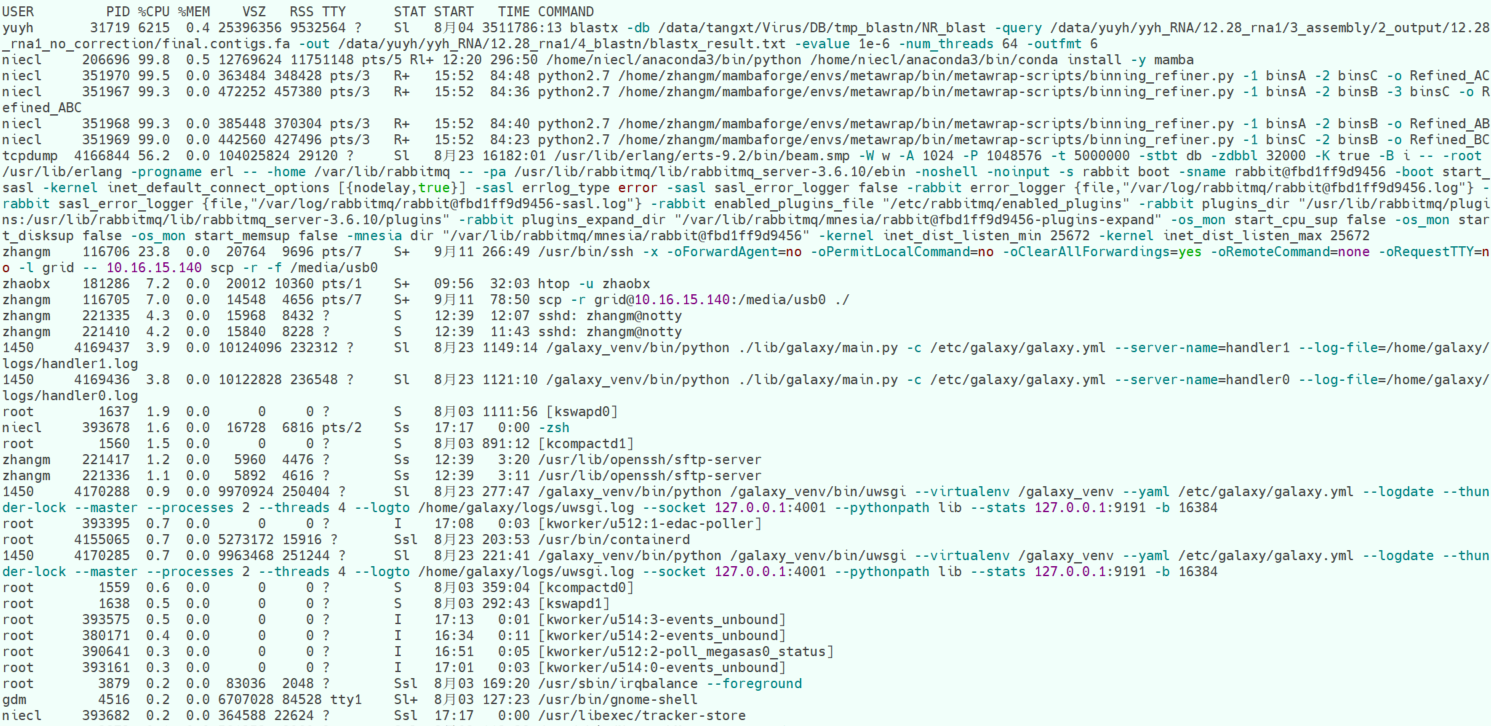 USER         PID %CPU %MEM    VSZ   RSS TTY      STAT START   TIME COMMAND
yuyh       31719 6215  0.4 25396356 9532564 ?    Sl   8月04 3511786:13 blastx -db /data/tangxt/Virus/DB/tmp_blastn/NR_blast -query /data/yuyh/yyh_RNA/12.28_rna1/3_assembly/2_output/12.28
_rna1_no_correction/final.contigs.fa -out /data/yuyh/yyh_RNA/12.28_rna1/4_blastn/blastx_result.txt -evalue 1e-6 -num_threads 64 -outfmt 6
niecl     206696 99.8  0.5 12769624 11751148 pts/5 Rl+ 12:20 296:50 /home/niecl/anaconda3/bin/python /home/niecl/anaconda3/bin/conda install -y mamba
niecl     351970 99.5  0.0 363484 348428 pts/3   R+   15:52  84:48 python2.7 /home/zhangm/mambaforge/envs/metawrap/bin/metawrap-scripts/binning_refiner.py -1 binsA -2 binsC -o Refined_AC
niecl     351967 99.3  0.0 472252 457380 pts/3   R+   15:52  84:36 python2.7 /home/zhangm/mambaforge/envs/metawrap/bin/metawrap-scripts/binning_refiner.py -1 binsA -2 binsB -3 binsC -o R
efined_ABC
niecl     351968 99.3  0.0 385448 370304 pts/3   R+   15:52  84:40 python2.7 /home/zhangm/mambaforge/envs/metawrap/bin/metawrap-scripts/binning_refiner.py -1 binsA -2 binsB -o Refined_AB
niecl     351969 99.0  0.0 442560 427496 pts/3   R+   15:52  84:23 python2.7 /home/zhangm/mambaforge/envs/metawrap/bin/metawrap-scripts/binning_refiner.py -1 binsC -2 binsB -o Refined_BC
tcpdump  4166844 56.2  0.0 104025824 29120 ?     Sl   8月23 16182:01 /usr/lib/erlang/erts-9.2/bin/beam.smp -W w -A 1024 -P 1048576 -t 5000000 -stbt db -zdbbl 32000 -K true -B i -- -root
/usr/lib/erlang -progname erl -- -home /var/lib/rabbitmq -- -pa /usr/lib/rabbitmq/lib/rabbitmq_server-3.6.10/ebin -noshell -noinput -s rabbit boot -sname rabbit@fbd1ff9d9456 -boot start_
sasl -kernel inet_default_connect_options [{nodelay,true}] -sasl errlog_type error -sasl sasl_error_logger false -rabbit error_logger {file,"/var/log/rabbitmq/rabbit@fbd1ff9d9456.log"} -
rabbit sasl_error_logger {file,"/var/log/rabbitmq/rabbit@fbd1ff9d9456-sasl.log"} -rabbit enabled_plugins_file "/etc/rabbitmq/enabled_plugins" -rabbit plugins_dir "/usr/lib/rabbitmq/plugi
ns:/usr/lib/rabbitmq/lib/rabbitmq_server-3.6.10/plugins" -rabbit plugins_expand_dir "/var/lib/rabbitmq/mnesia/rabbit@fbd1ff9d9456-plugins-expand" -os_mon start_cpu_sup false -os_mon star
t_disksup false -os_mon start_memsup false -mnesia dir "/var/lib/rabbitmq/mnesia/rabbit@fbd1ff9d9456" -kernel inet_dist_listen_min 25672 -kernel inet_dist_listen_max 25672
zhangm    116706 23.8  0.0  20764  9696 pts/7    S+   9月11 266:49 /usr/bin/ssh -x -oForwardAgent=no -oPermitLocalCommand=no -oClearAllForwardings=yes -oRemoteCommand=none -oRequestTTY=n
o -l grid -- 10.16.15.140 scp -r -f /media/usb0
zhaobx    181286  7.2  0.0  20012 10360 pts/1    S+   09:56  32:03 htop -u zhaobx
zhangm    116705  7.0  0.0  14548  4656 pts/7    S+   9月11  78:50 scp -r grid@10.16.15.140:/media/usb0 ./
zhangm    221335  4.3  0.0  15968  8432 ?        S    12:39  12:07 sshd: zhangm@notty
zhangm    221410  4.2  0.0  15840  8228 ?        S    12:39  11:43 sshd: zhangm@notty
1450     4169437  3.9  0.0 10124096 232312 ?     Sl   8月23 1149:14 /galaxy_venv/bin/python ./lib/galaxy/main.py -c /etc/galaxy/galaxy.yml --server-name=handler1 --log-file=/home/galaxy/
logs/handler1.log
1450     4169436  3.8  0.0 10122828 236548 ?     Sl   8月23 1121:10 /galaxy_venv/bin/python ./lib/galaxy/main.py -c /etc/galaxy/galaxy.yml --server-name=handler0 --log-file=/home/galaxy/
logs/handler0.log
root        1637  1.9  0.0      0     0 ?        S    8月03 1111:56 [kswapd0]
niecl     393678  1.6  0.0  16728  6816 pts/2    Ss   17:17   0:00 -zsh
root        1560  1.5  0.0      0     0 ?        S    8月03 891:12 [kcompactd1]
zhangm    221417  1.2  0.0   5960  4476 ?        Ss   12:39   3:20 /usr/lib/openssh/sftp-server
zhangm    221336  1.1  0.0   5892  4616 ?        Ss   12:39   3:11 /usr/lib/openssh/sftp-server
1450     4170288  0.9  0.0 9970924 250404 ?      Sl   8月23 277:47 /galaxy_venv/bin/python /galaxy_venv/bin/uwsgi --virtualenv /galaxy_venv --yaml /etc/galaxy/galaxy.yml --logdate --thun
der-lock --master --processes 2 --threads 4 --logto /home/galaxy/logs/uwsgi.log --socket 127.0.0.1:4001 --pythonpath lib --stats 127.0.0.1:9191 -b 16384
root      393395  0.7  0.0      0     0 ?        I    17:08   0:03 [kworker/u512:1-edac-poller]
root     4155065  0.7  0.0 5273172 15916 ?       Ssl  8月23 203:53 /usr/bin/containerd
1450     4170285  0.7  0.0 9963468 251244 ?      Sl   8月23 221:41 /galaxy_venv/bin/python /galaxy_venv/bin/uwsgi --virtualenv /galaxy_venv --yaml /etc/galaxy/galaxy.yml --logdate --thun
der-lock --master --processes 2 --threads 4 --logto /home/galaxy/logs/uwsgi.log --socket 127.0.0.1:4001 --pythonpath lib --stats 127.0.0.1:9191 -b 16384
root        1559  0.6  0.0      0     0 ?        S    8月03 359:04 [kcompactd0]
root        1638  0.5  0.0      0     0 ?        S    8月03 292:43 [kswapd1]
root      393575  0.5  0.0      0     0 ?        I    17:13   0:01 [kworker/u514:3-events_unbound]
root      380171  0.4  0.0      0     0 ?        I    16:34   0:11 [kworker/u514:2-events_unbound]
root      390641  0.3  0.0      0     0 ?        I    16:51   0:05 [kworker/u512:2-poll_megasas0_status]
root      393161  0.3  0.0      0     0 ?        I    17:01   0:03 [kworker/u514:0-events_unbound]
root        3879  0.2  0.0  83036  2048 ?        Ssl  8月03 169:20 /usr/sbin/irqbalance --foreground
gdm         4516  0.2  0.0 6707028 84528 tty1    Sl+  8月03 127:23 /usr/bin/gnome-shell
niecl     393682  0.2  0.0 364588 22624 ?        Ssl  17:17   0:00 /usr/libexec/tracker-store